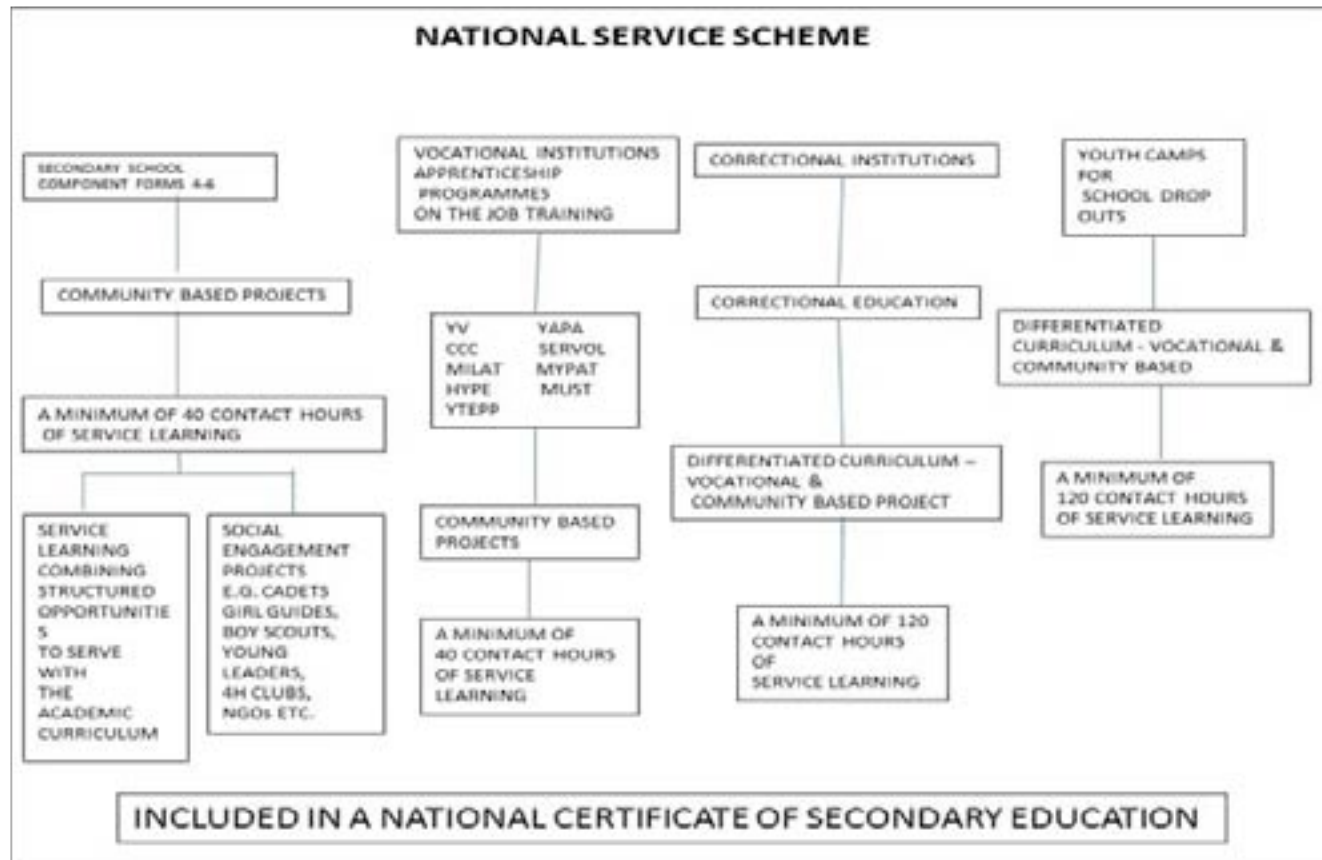 NATIONAL SERVICE SCHEME
SECONDARY SCHOOL
COMPONENT FORMS 4-6
COMMUNITY BASED PROJECTS
A MINIMUM OF 40 CONTACT HOURS
OF SERVICE LEARNING
SERVICE
LEARNING
COMBINING
STRUCTURED
OPPORTUNITIE
S
TO SERVE
WITH
THE
ACADEMIC
CURRICULUM
SOCIAL
ENGAGEMENT
PROJECTS
E.G. CADETS
GIRL GUIDES,
BOY SCOUTS,
YOUNG
LEADERS,
4H CLUBS,
NGOs ETC.
VOCATIONAL INSTITUTIONS
APPRENTICESHIP
PROGRAMMES
ON THE JOB TRAINING
YV YAPA
CCC SERVOL
MILAT MYPAT
HYPE MUST
YTEPP
COMMUNITY BASED
PROJECTS
A MINIMUM OF
40 CONTACT HOURS
OF SERVICE
LEARNING
CORRECTIONAL INSTITUTIONS
CORRECTIONAL EDUCATION
DIFFERENTIATED CURRICULUM –
VOCATIONAL &
COMMUNITY BASED PROJECT
A MINIMUM OF 120
CONTACT HOURS
OF
SERVICE LEARNING
YOUTH CAMPS
FOR
SCHOOL DROP
OUTS
DIFFERENTIATED
CURRICULUM - VOCATIONAL &
COMMUNITY BASED
A MINIMUM OF
120 CONTACT HOURS
OF SERVICE LEARNING
INCLUDED IN A NATIONAL CERTIFICATE OF SECONDARY EDUCATION